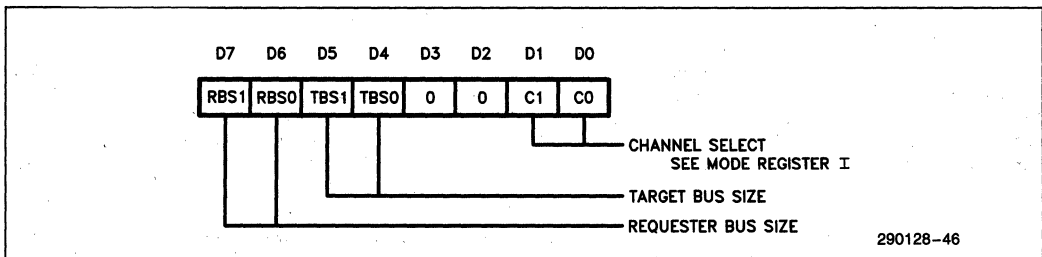 D7 D6 D5 D4 D3 D2 D1 D0
RBS1 RBS0 TBS1 TBS0 0 0 C1 C0
CHANNEL SELECT
SEE MODE REGISTER I
TARGET BUS SIZE
REQUESTER BUS SIZE
290128-46